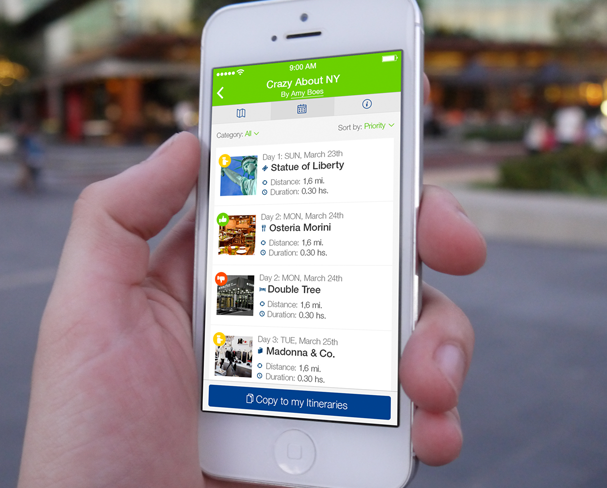 9:00 AM
Crazy About NY
By Amy Boes
Category: All
Sort by: Priority
Day 1: SUN, March 23th
Statue of Liberty
Distance: 1,6 mi.
Duration: 0.30 hs.
Day 2: MON, March 24th
Osteria Morini
Distance: 1,6 mi.
Duration: 0.30 hs.
Day 2: MON, March 24th
Double Tree
Distance: 1,6 mi.
Duration: 0.30 hs.
Day 3: TUE, March 25th
Madonna & Co.
Distance: 1,6 mi.
Duration: 0.30 hs.
Copy to my Itineraries